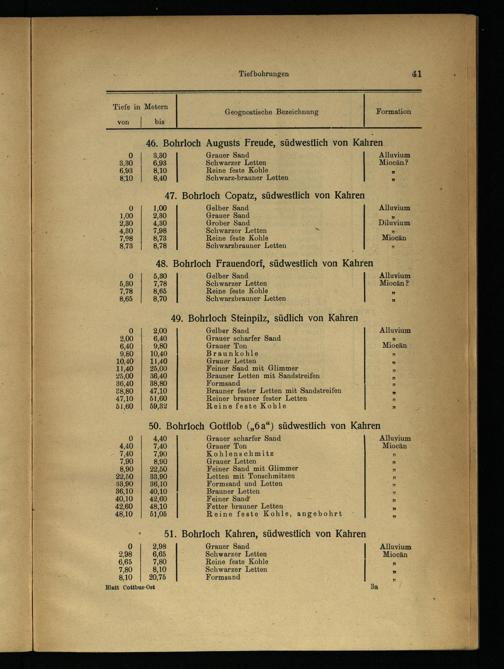 Tiefbohrungen 41
Tiefe in Metern
von bis Geognostische Bezeichnung Formation
46. Bohrloch Augusts Freude, südwestlich von Kahren
0 3,30 Grauer Sand Alluvium
3,30 6,93 Schwarzer Letten Miocän?
6,93 8,10 Reine feste Kohle „
8,10 8,40 Schwarz-brauner Letten „
47. Bohrloch Copatz, südwestlich von Kahren
0 1,00 Gelber Sand Alluvium
1,00 2,30 Grauer Sand „
2,30 4,30 Grober Sand Diluvium
4,30 7,98 Schwarzer Letten „
7,98 8,73 Reine feste Kohle Miocän
8,73 8,78 Schwarzbrauner Letten „
48. Bohrloch Frauendorf, südwestlich von Kahren
0 5,30 Gelber Sand Alluvium
5,30 7,78 Schwarzer Letten Miocän?
7,78 8,65 Reine feste Kohle „
8,65 8,70 Schwarzbrauner Letten „
49. Bohrloch Steinpilz, südlich von Kahren
0 2,00 Gelber Sand Alluvium
2,00 6,40 Grauer scharfer Sand „
6,40 9,80 Grauer Ton Miocän
9,80 10,40 Braunkohle „
10,40 11,40 Grauer Letten „
11,40 25,00 Feiner Sand mit Glimmer „
25,00 36,40 Brauner Letten mit Sandstreifen „
36,40 38,80 Formsand „
38,80 47,10 Brauner fester Letten mit Sandstreifen „
47,10 51,60 Reiner brauner fester Letten „
51,60 59,32 Reine feste Kohle „
50. Bohrloch Gottlob („6a“) südwestlich von Kahren
0 4,40 Grauer scharfer Sand Alluvium
4,40 7,40 Grauer Ton Miocän
7,40 7,90 Kohlenschmitz „
7,90 8,90 Grauer Letten „
8,90 22,50 Feiner Sand mit Glimmer „
22,50 33,90 Letten mit Tonschmitzen „
33,90 36,10 Formsand und Letten „
36,10 40,10 Brauner Letten „
40,10 42,60 Feiner Sand „
42,60 48,10 Fetter brauner Letten „
48,10 51,05 Reine feste Kohle, angebohrt „
51. Bohrloch Kahren, südwestlich von Kahren
0 2,98 Grauer Sand Alluvium
2,98 6,65 Schwarzer Letten Miocän
6,65 7,80 Reine feste Kohle „
7,80 8,10 Schwarzer Letten „
8,10 20,75 Formsand „
Blatt Cottbus-Ost 3a